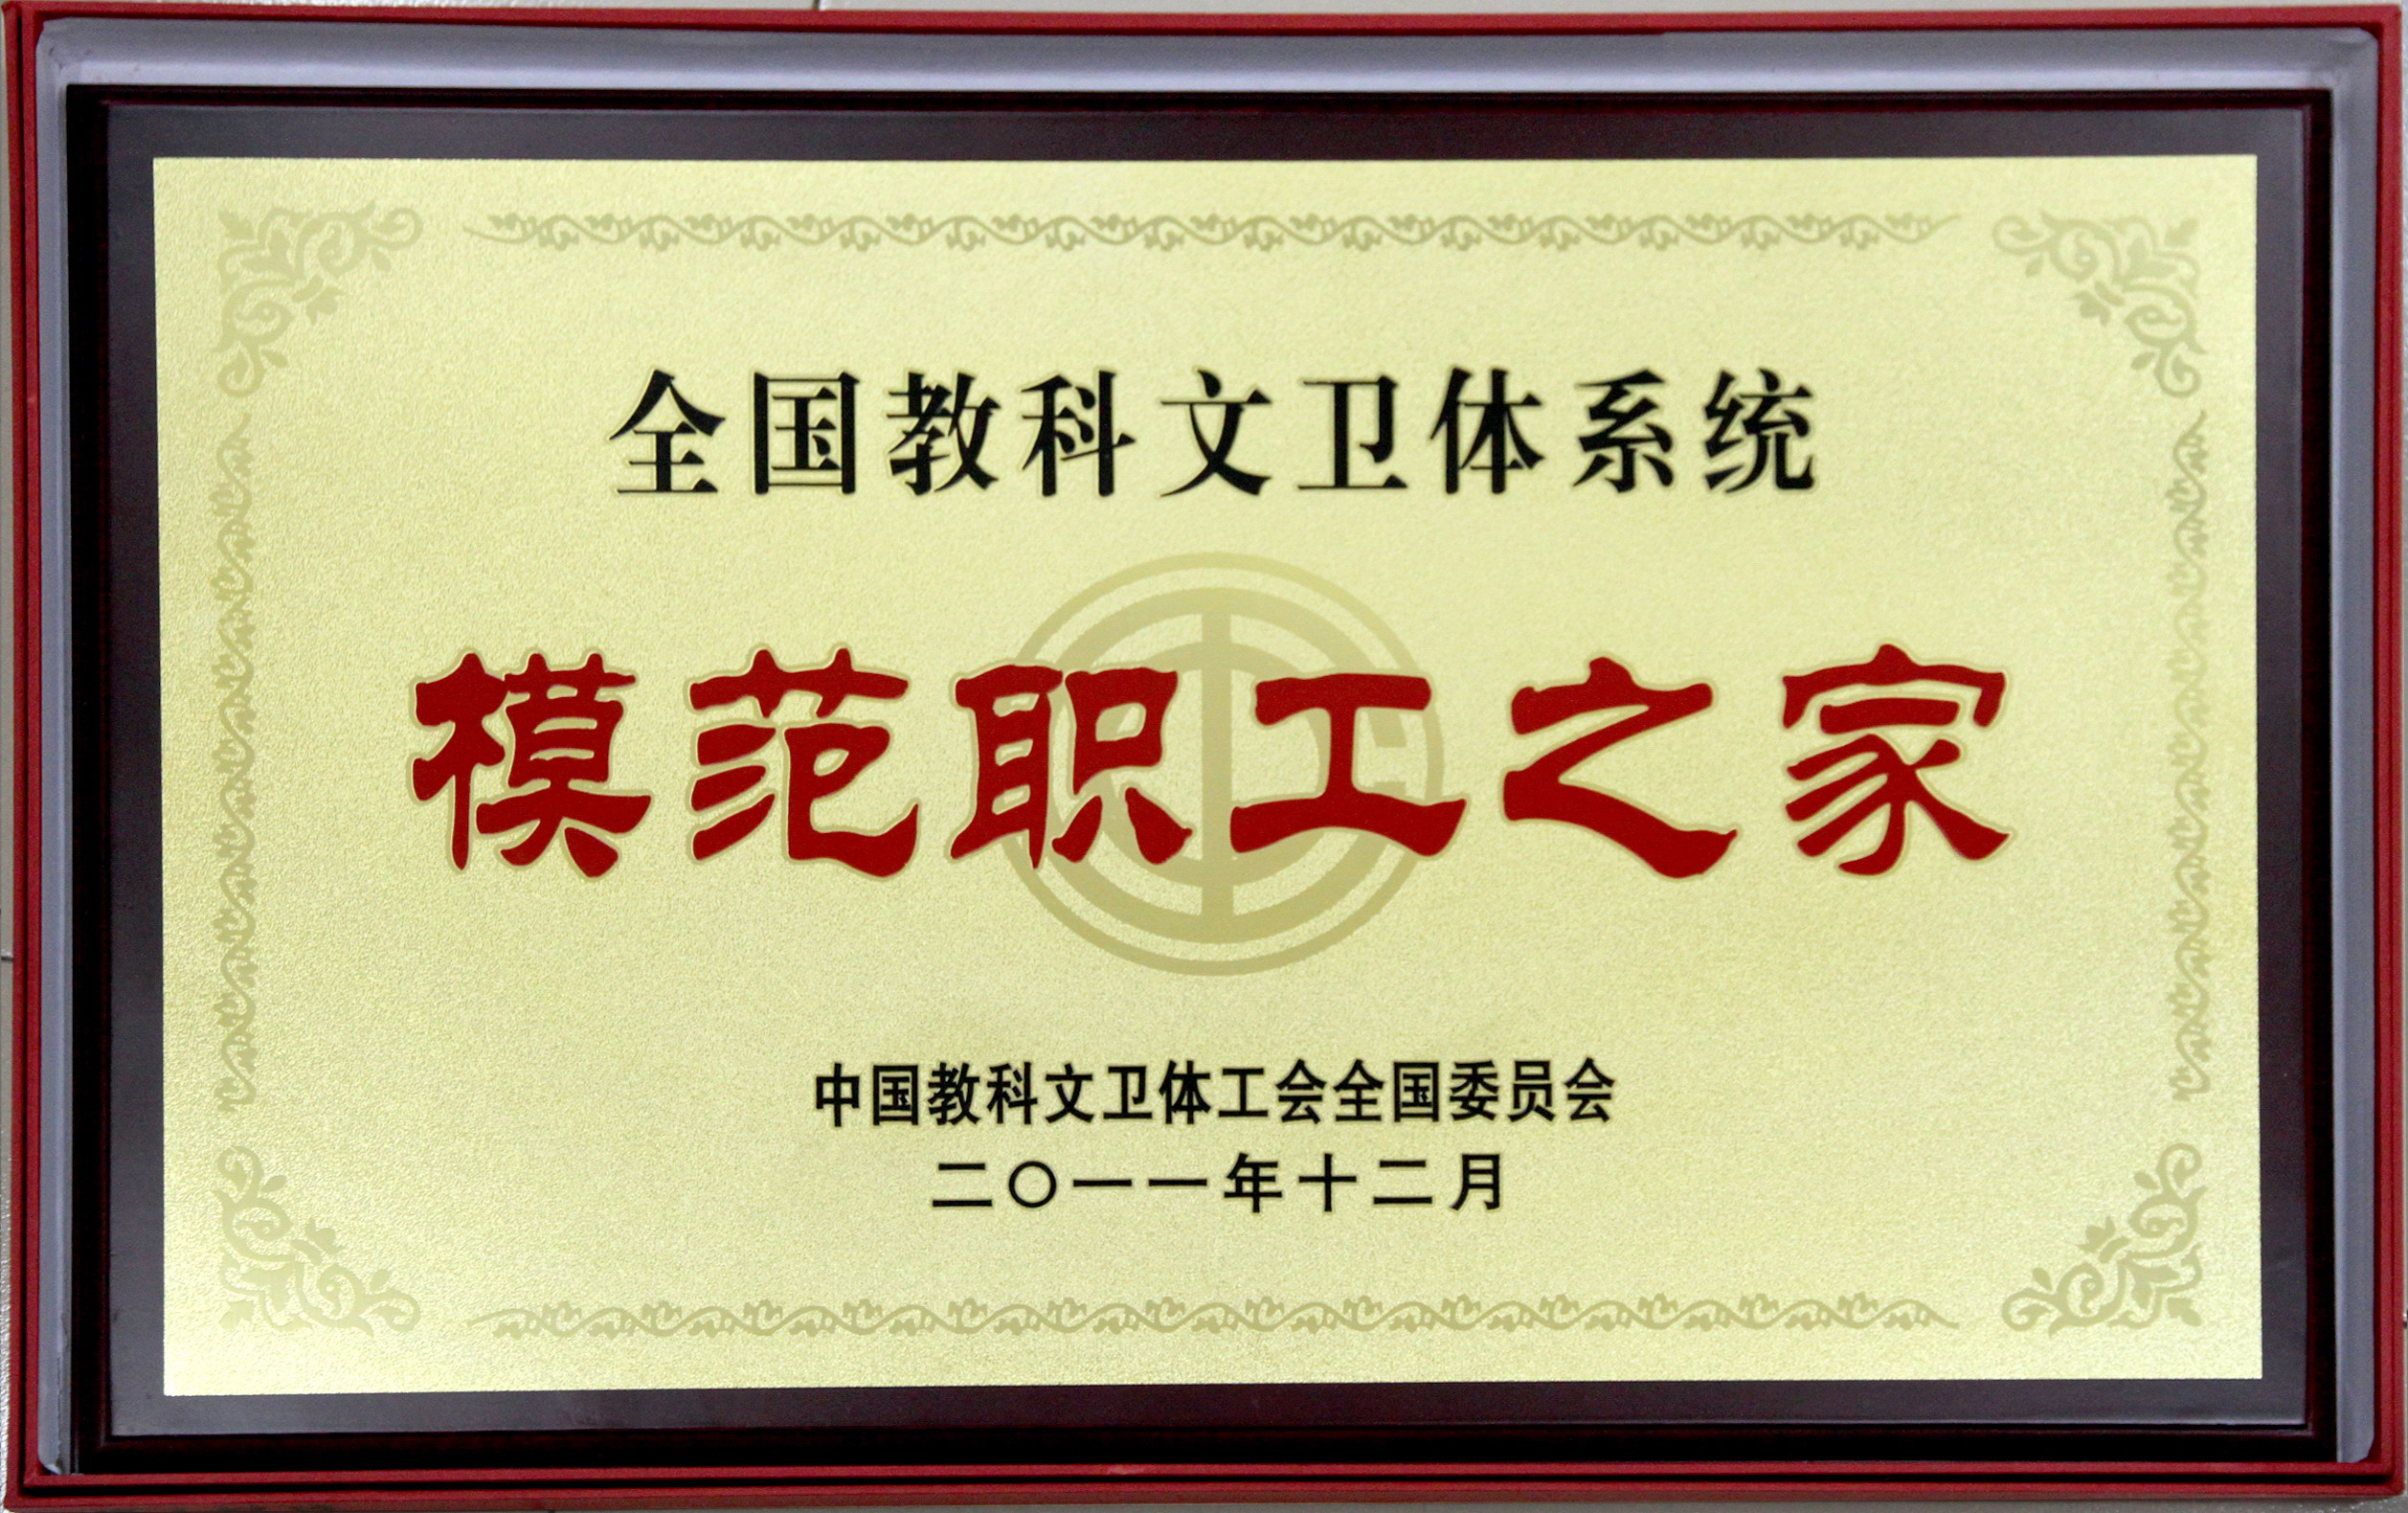 全国教科文卫体系统
模范职工之家
中国教科文卫体工会全国委员会
二〇一一年十二月